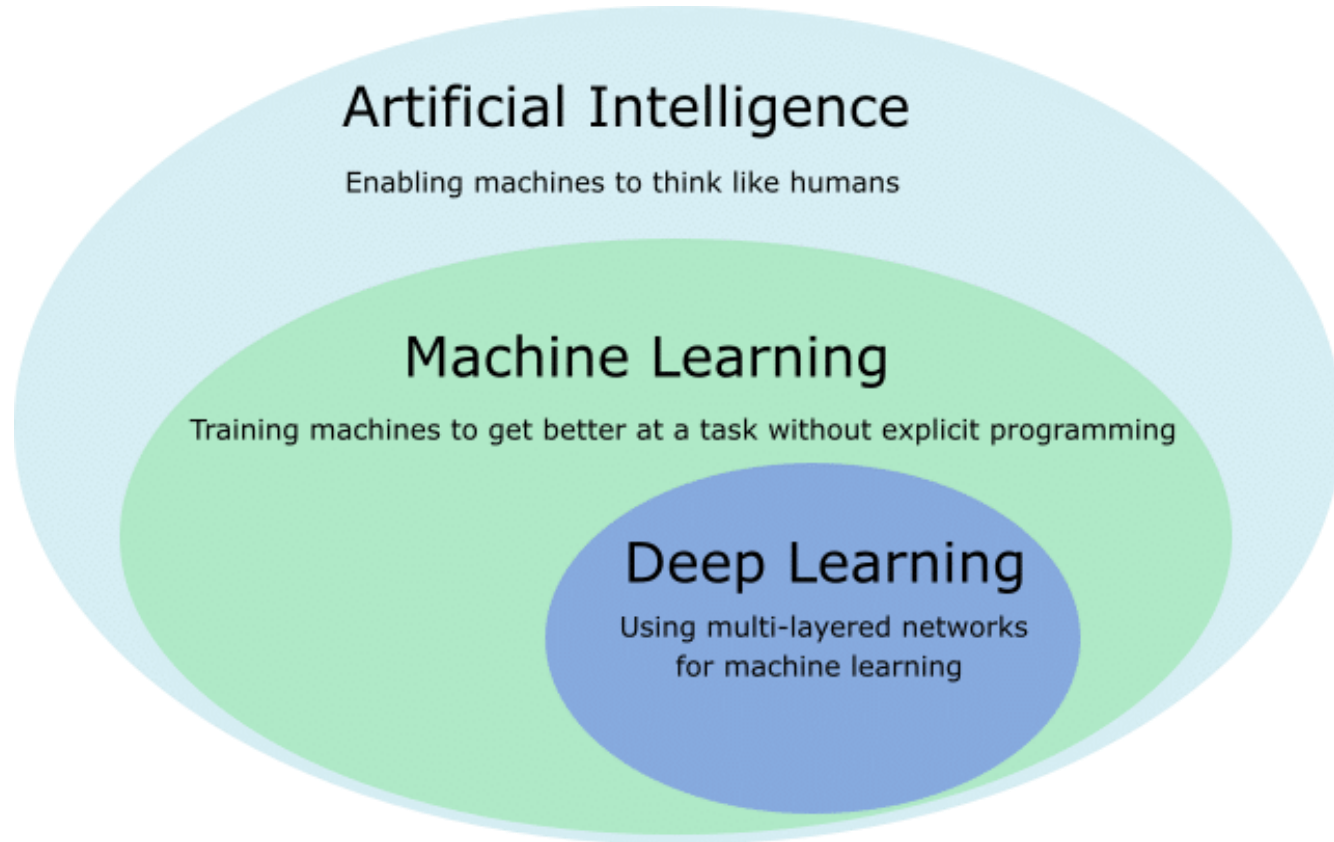 Artificial Intelligence
Enabling machines to think like humans
Machine Learning
Training machines to get better at a task without explicit programming
Deep Learning
Using multi-layered networks
for machine learning